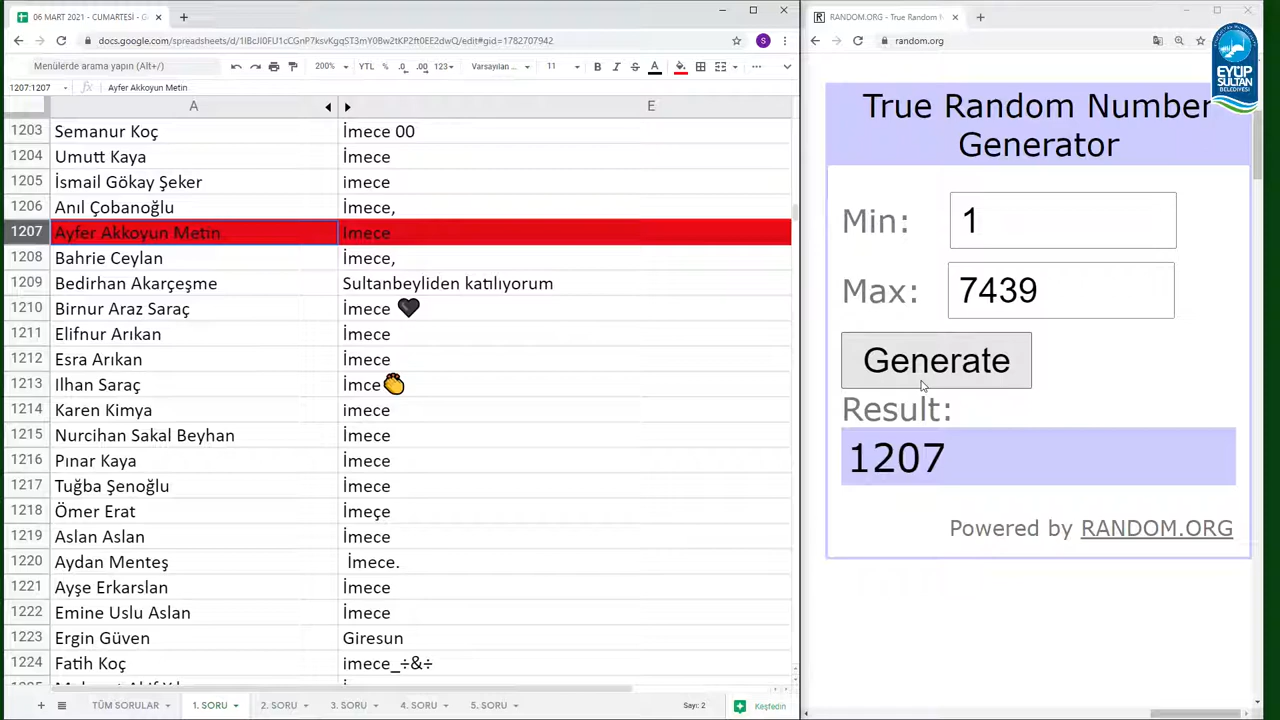 06 MART 2021 - CUMARTESİ - G
docs.google.com/spreadsheets/d/1IBcJI0FU1cCGnP7ksvKgqST3mY0Bw2tKP2ft0EE2dwQ/edit#gid=1782701642
S
Menülerde arama yapın (Alt+/)
200%
YTL
%
.0
.00
123
Varsayılan...
11
B
I
S
A
1207:1207
fx
Ayfer Akkoyun Metin
A
E
1203 Semanur Koç İmece 00
1204 Umutt Kaya İmece
1205 İsmail Gökay Şeker imece
1206 Anıl Çobanoğlu İmece,
1207 Ayfer Akkoyun Metin İmece
1208 Bahrie Ceylan İmece,
1209 Bedirhan Akarçeşme Sultanbeyliden katılıyorum
1210 Birnur Araz Saraç İmece 🖤
1211 Elifnur Arıkan İmece
1212 Esra Arıkan İmece
1213 Ilhan Saraç İmce👏
1214 Karen Kimya imece
1215 Nurcihan Sakal Beyhan İmece
1216 Pınar Kaya İmece
1217 Tuğba Şenoğlu İmece
1218 Ömer Erat İmeçe
1219 Aslan Aslan İmece
1220 Aydan Menteş İmece.
1221 Ayşe Erkarslan İmece
1222 Emine Uslu Aslan İmece
1223 Ergin Güven Giresun
1224 Fatih Koç imece_÷&÷
TÜM SORULAR
1. SORU
2. SORU
3. SORU
4. SORU
5. SORU
Sayı: 2
Keşfedin
RANDOM.ORG - True Random N
random.org
EYÜP
SULTAN
BELEDİYESİ
True Random Number
Generator
Min: 1
Max: 7439
Generate
Result:
1207
Powered by RANDOM.ORG